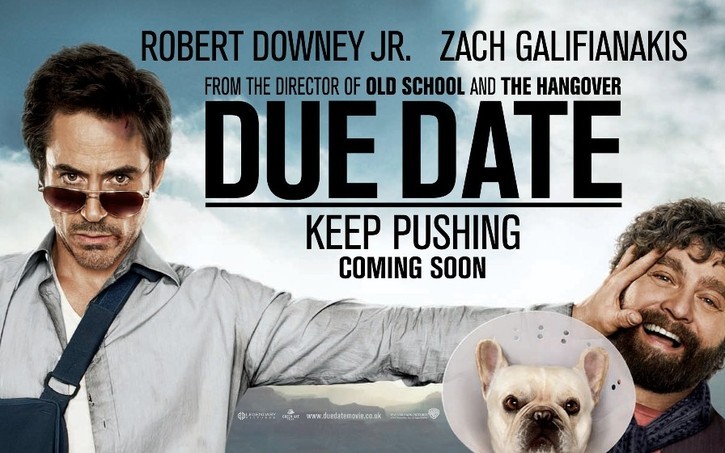 ROBERT DOWNEY JR. ZACH GALIFIANAKIS
FROM THE DIRECTOR OF OLD SCHOOL AND THE HANGOVER
DUE DATE
KEEP PUSHING
COMING SOON
www.duedatemovie.co.uk